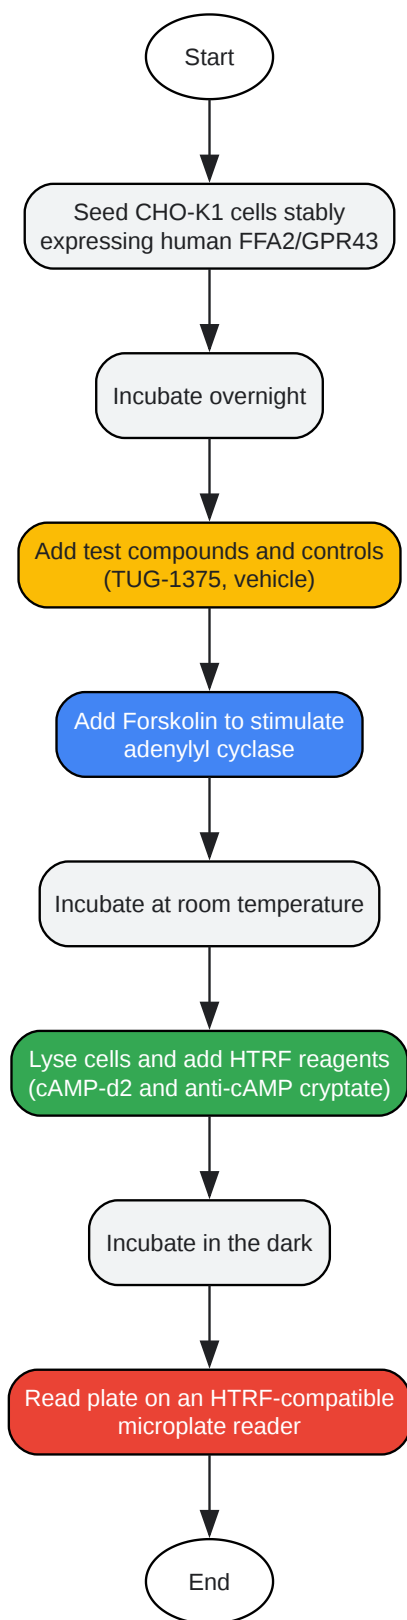 Start
Seed CHO-K1 cells stably
expressing human FFA2/GPR43
Incubate overnight
Add test compounds and controls
(TUG-1375, vehicle)
Add Forskolin to stimulate
adenylyl cyclase
Incubate at room temperature
Lyse cells and add HTRF reagents
(cAMP-d2 and anti-cAMP cryptate)
Incubate in the dark
Read plate on an HTRF-compatible
microplate reader
End